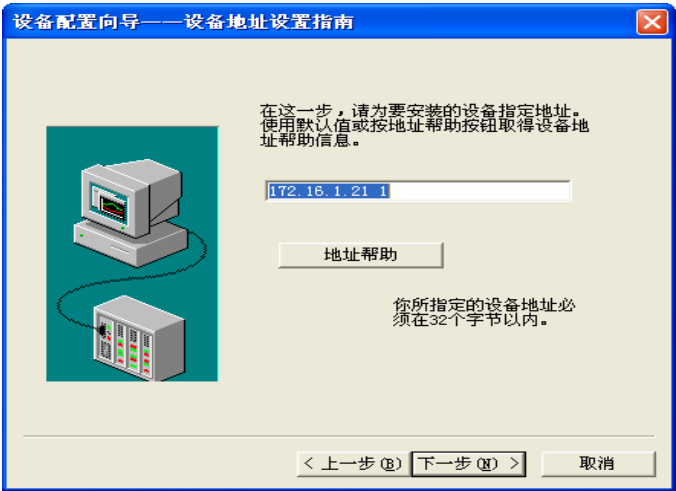 设备配置向导——设备地址设置指南
在这一步，请为要安装的设备指定地址。
使用默认值或按地址帮助按钮取得设备地
址帮助信息。
172.16.1.21 1
地址帮助
你所指定的设备地址必
须在32个字节以内。
< 上一步(B) 下一步(N) > 取消